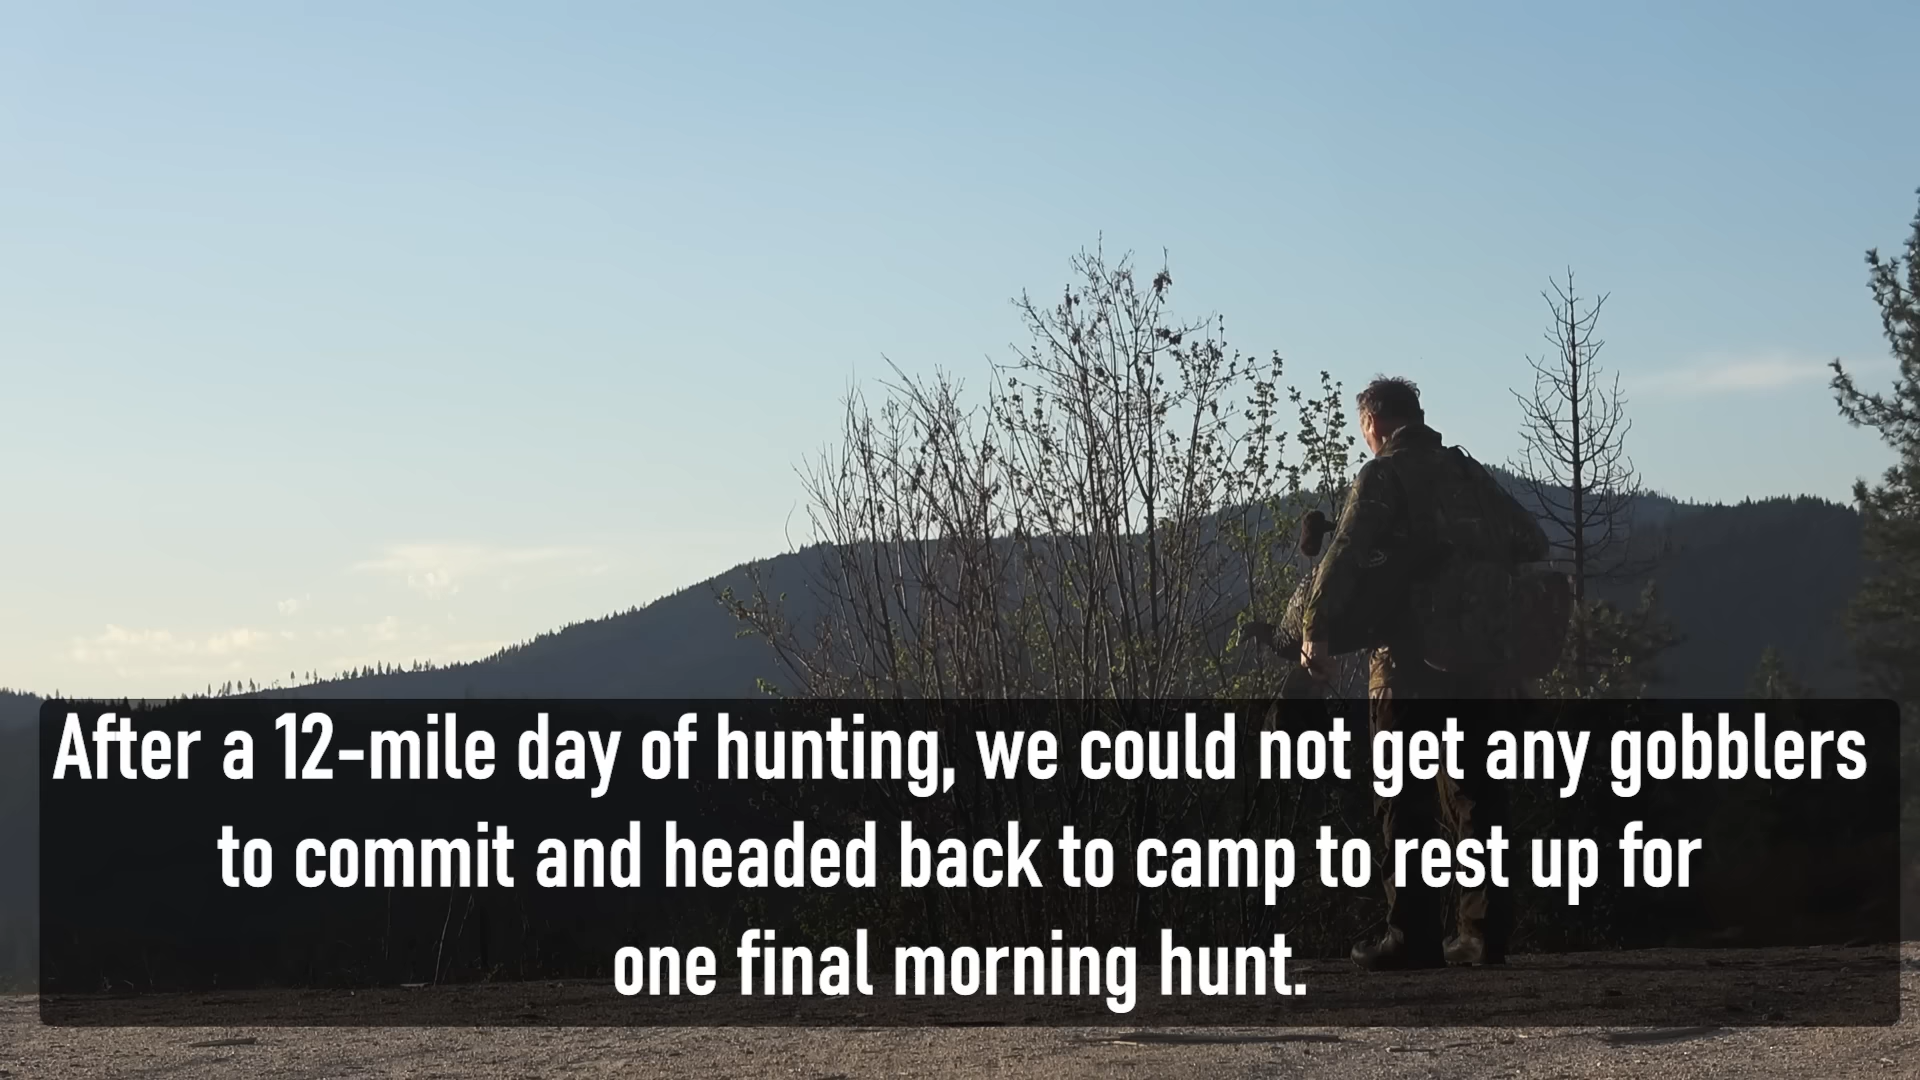 After a 12-mile day of hunting, we could not get any gobblers
to commit and headed back to camp to rest up for
one final morning hunt.